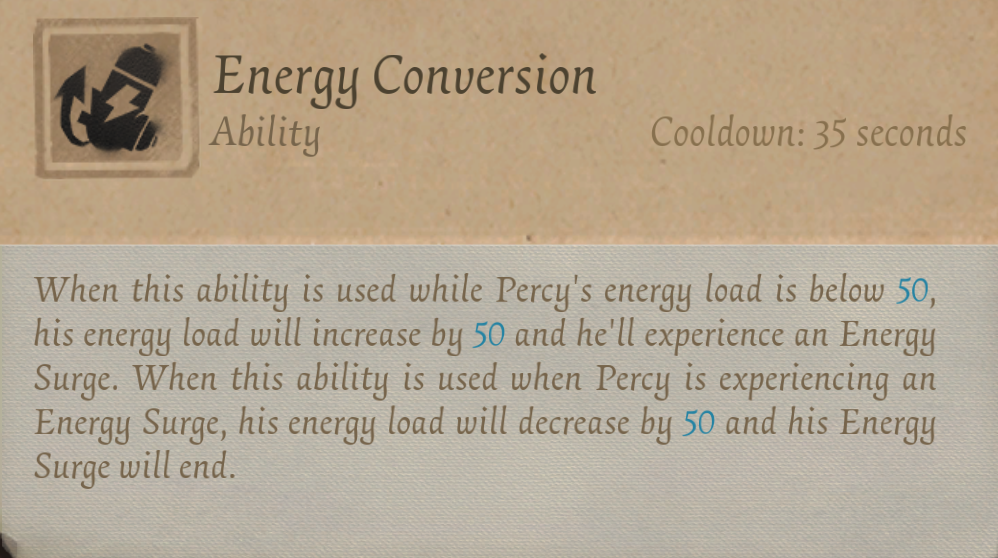 Energy Conversion
Ability
Cooldown: 35 seconds
When this ability is used while Percy's energy load is below 50,
his energy load will increase by 50 and he'll experience an Energy
Surge. When this ability is used when Percy is experiencing an
Energy Surge, his energy load will decrease by 50 and his Energy
Surge will end.